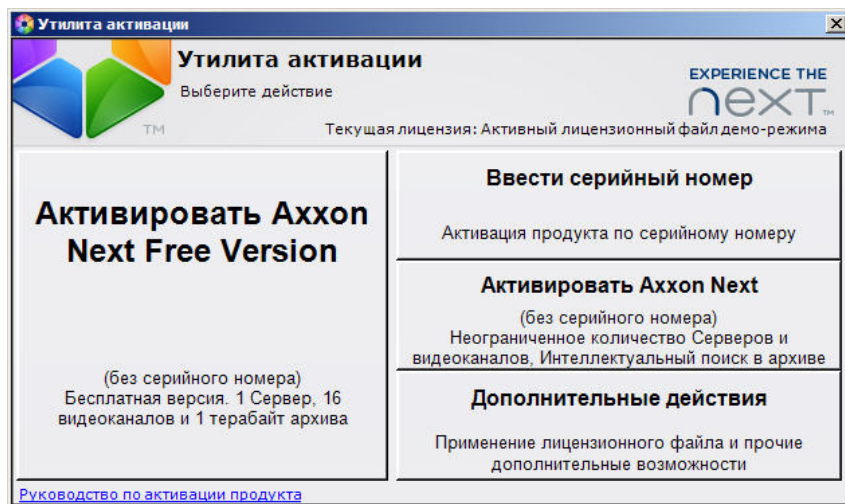 Утилита активации
Утилита активации
Выберите действие
EXPERIENCE THE
next™
TM
Текущая лицензия: Активный лицензионный файл демо-режима
Активировать Axxon
Next Free Version
(без серийного номера)
Бесплатная версия. 1 Сервер, 16
видеоканалов и 1 терабайт архива
Ввести серийный номер
Активация продукта по серийному номеру
Активировать Axxon Next
(без серийного номера)
Неограниченное количество Серверов и
видеоканалов, Интеллектуальный поиск в архиве
Дополнительные действия
Применение лицензионного файла и прочие
дополнительные возможности
Руководство по активации продукта